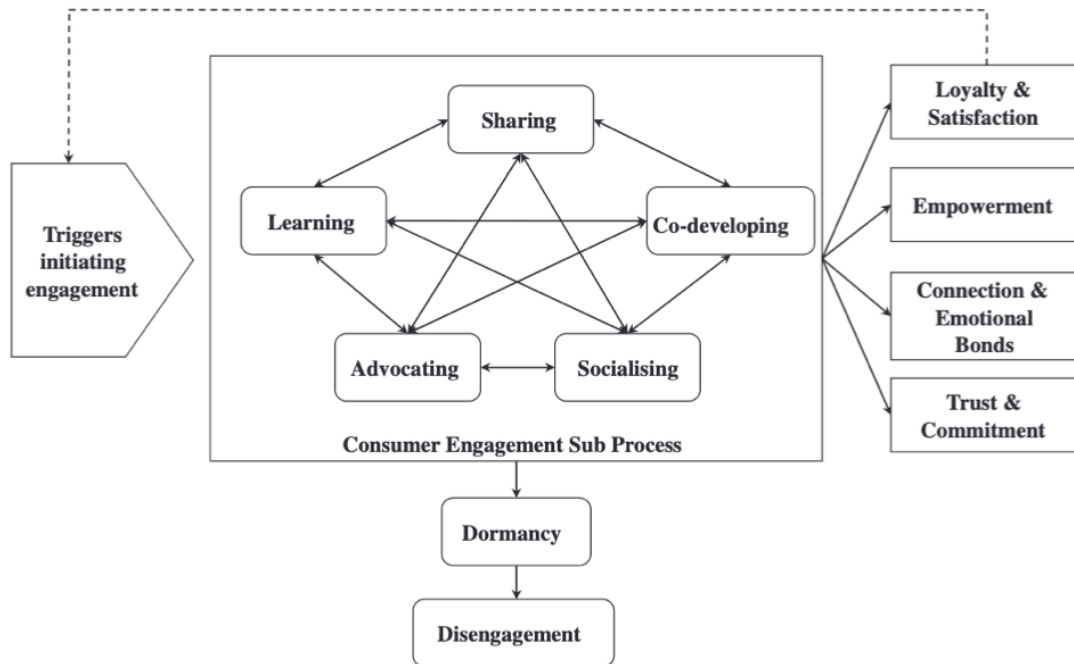 Loyalty &
Satisfaction
Sharing
Empowerment
Learning
Co-developing
Triggers
initiating
engagement
Connection &
Emotional
Bonds
Advocating
Socialising
Trust &
Commitment
Consumer Engagement Sub Process
Dormancy
Disengagement